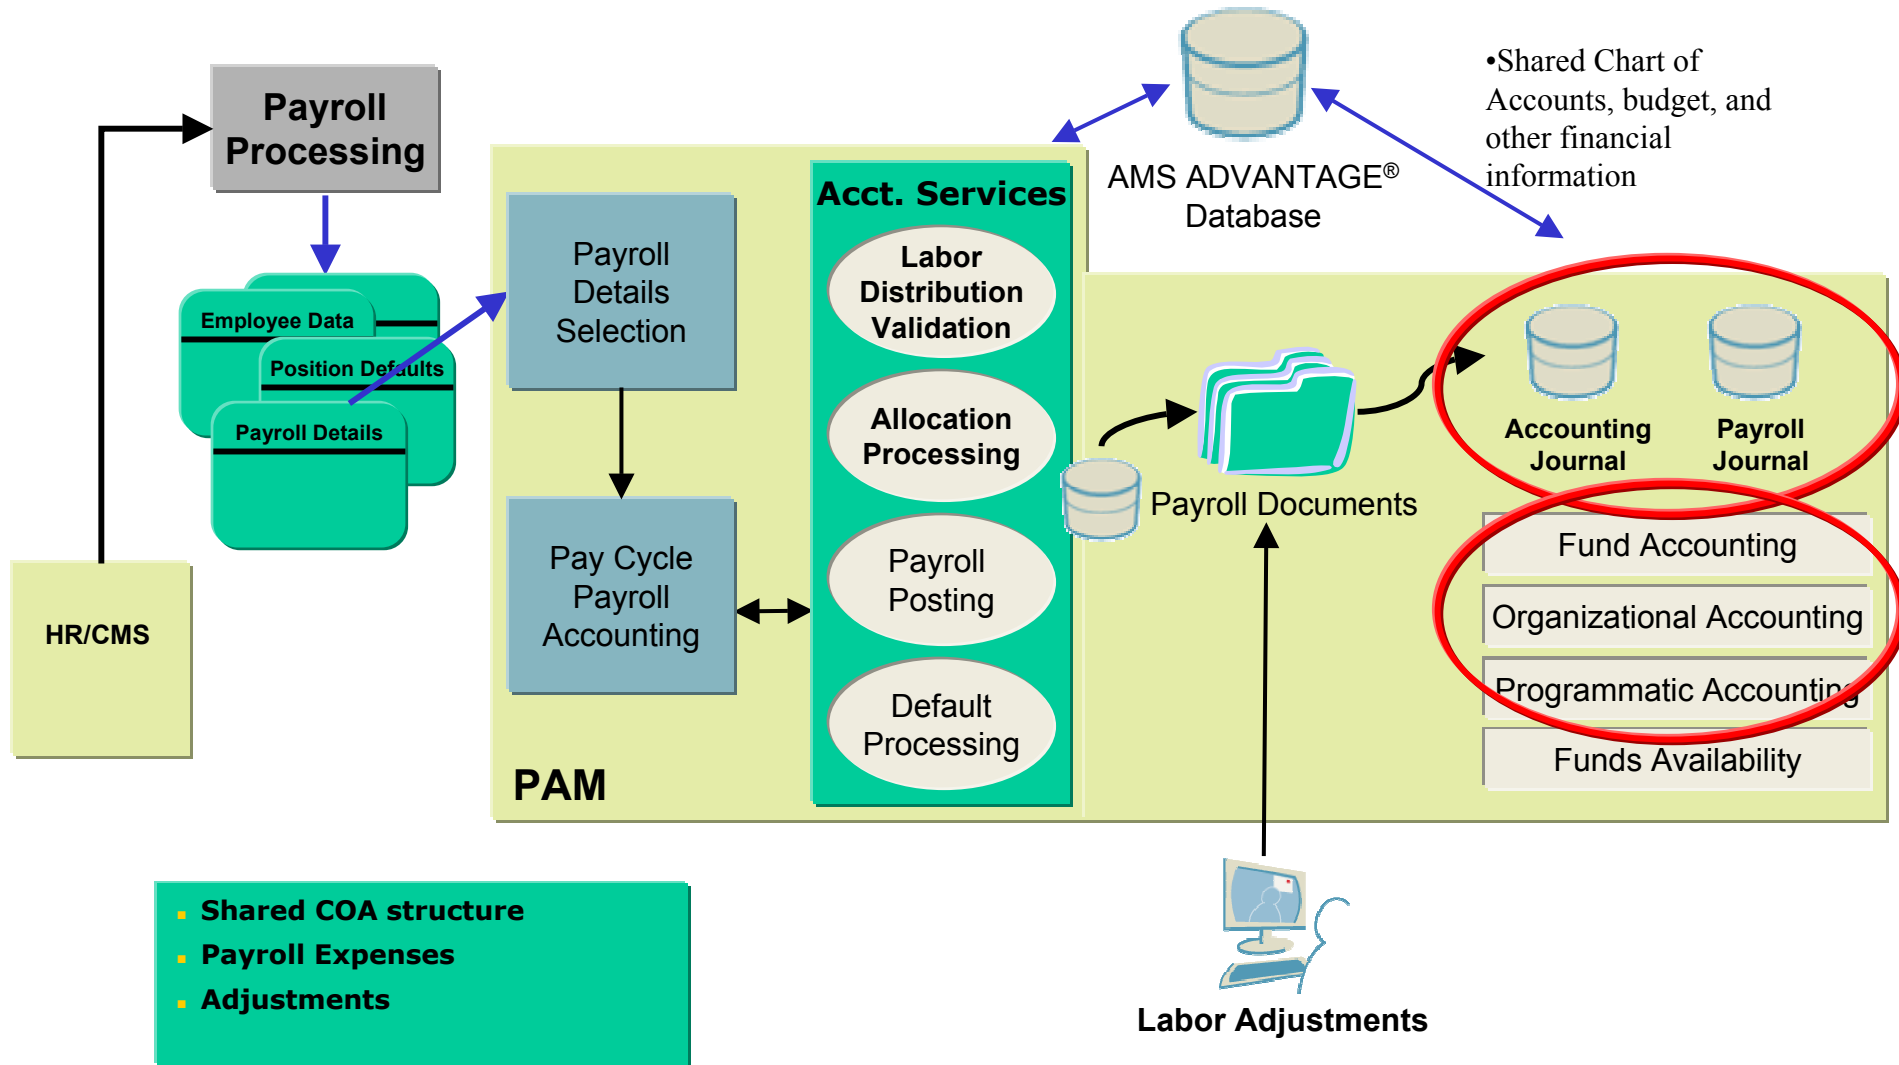 Payroll
Processing
•Shared Chart of
Accounts, budget, and
other financial
information
AMS ADVANTAGE®
Database
Employee Data
Position Defaults
Payroll Details
HR/CMS
Payroll
Details
Selection
Pay Cycle
Payroll
Accounting
PAM
Acct. Services
Labor
Distribution
Validation
Allocation
Processing
Payroll
Posting
Default
Processing
Payroll Documents
Accounting
Journal
Payroll
Journal
Fund Accounting
Organizational Accounting
Programmatic Accounting
Funds Availability
Labor Adjustments
▪ Shared COA structure
▪ Payroll Expenses
▪ Adjustments